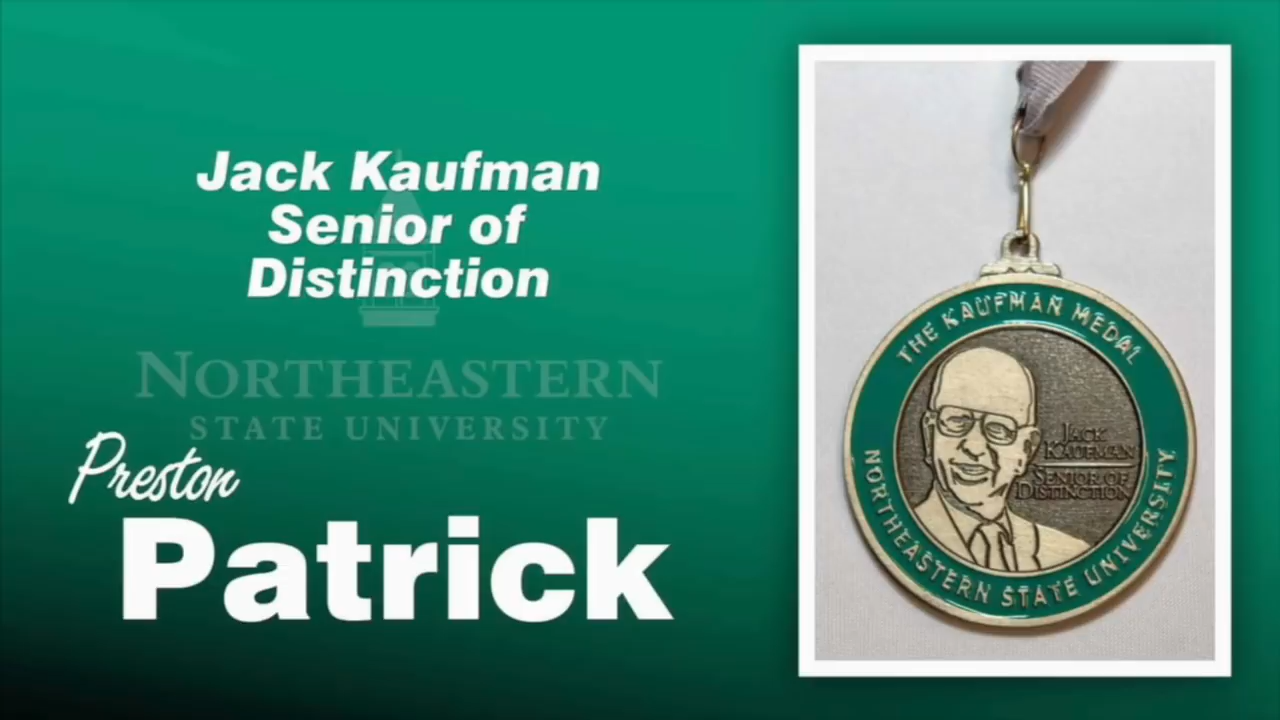 Jack Kaufman
Senior of
Distinction
NORTHEASTERN
STATE UNIVERSITY
Preston
Patrick
THE KAUFMAN MEDAL
JACK
KAUFMAN
SENIOR OF
DISTINCTION
NORTHEASTERN STATE UNIVERSITY